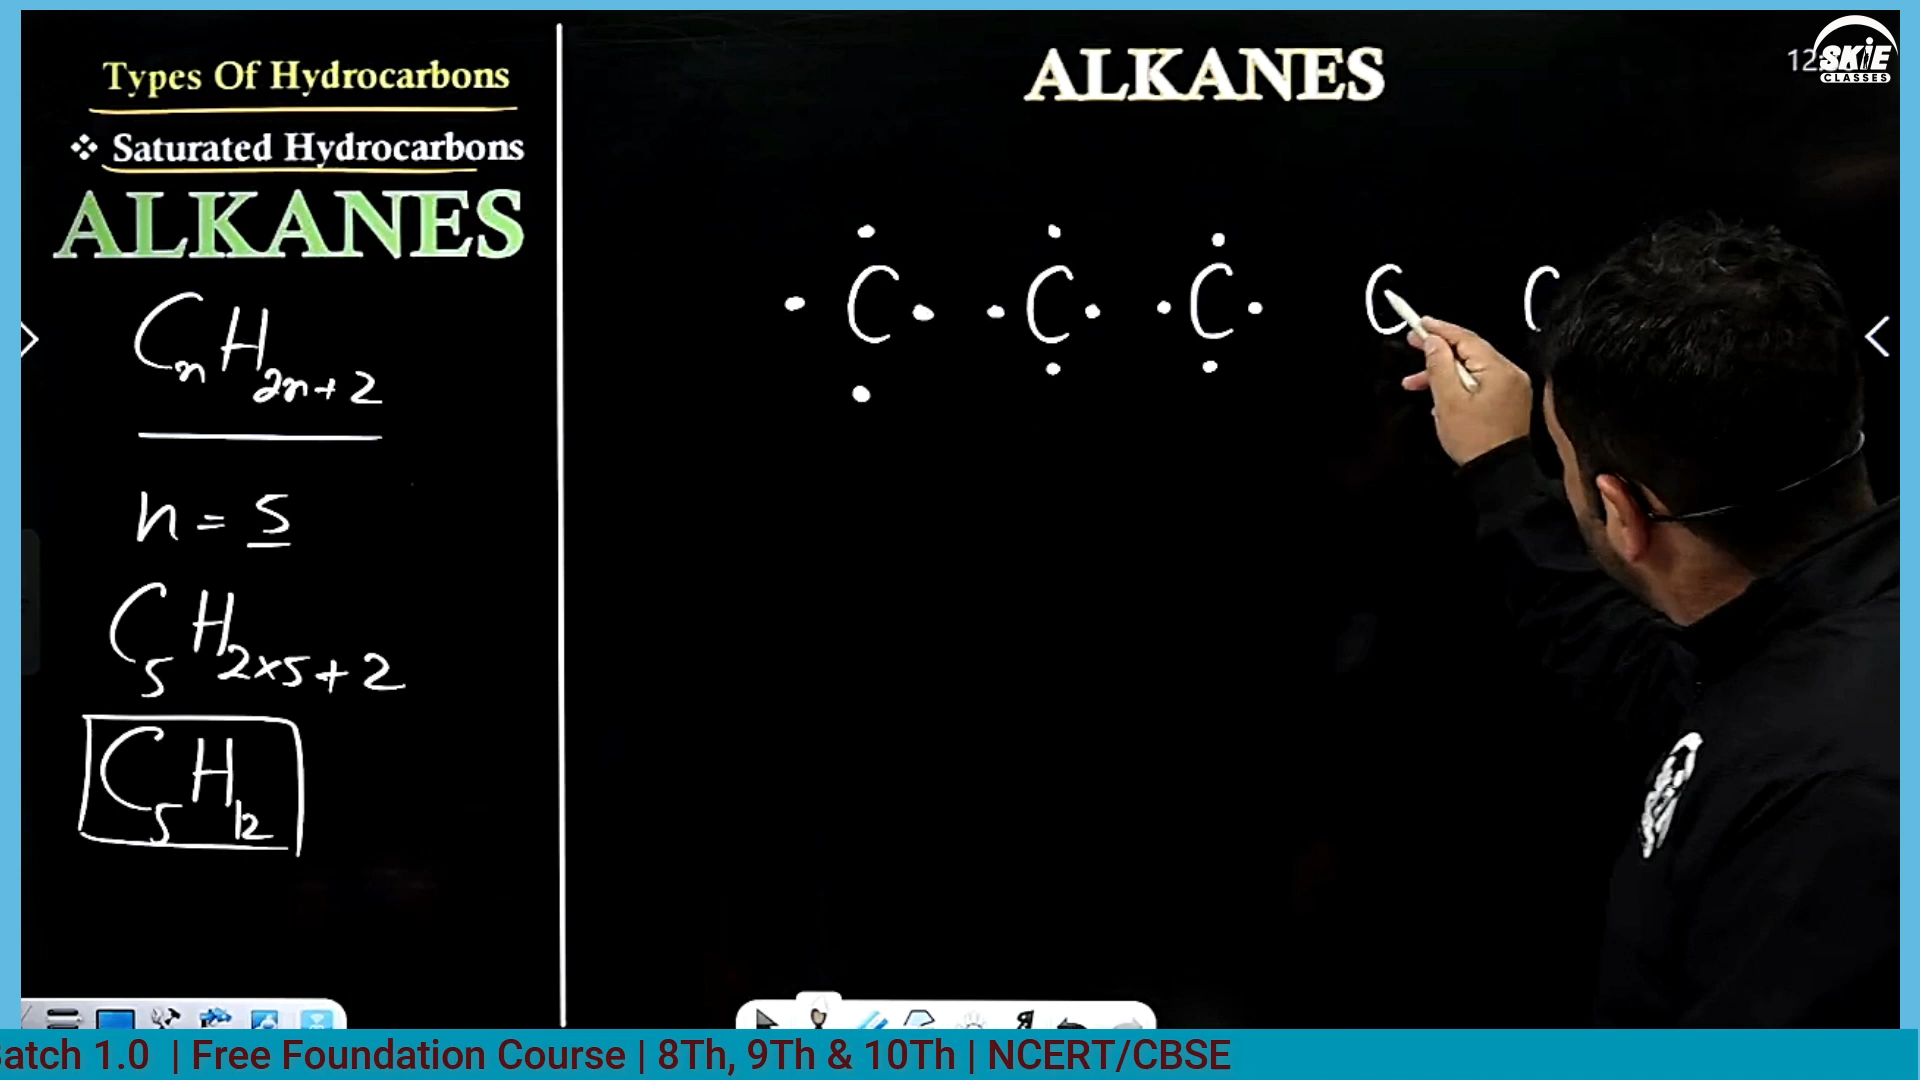 Types Of Hydrocarbons
❖ Saturated Hydrocarbons
ALKANES
CnH2n+2
n = 5
C5H2×5+2
C5H12
ALKANES
12
SKiE
CLASSES
C C C C C
atch 1.0 | Free Foundation Course | 8Th, 9Th & 10Th | NCERT/CBSE